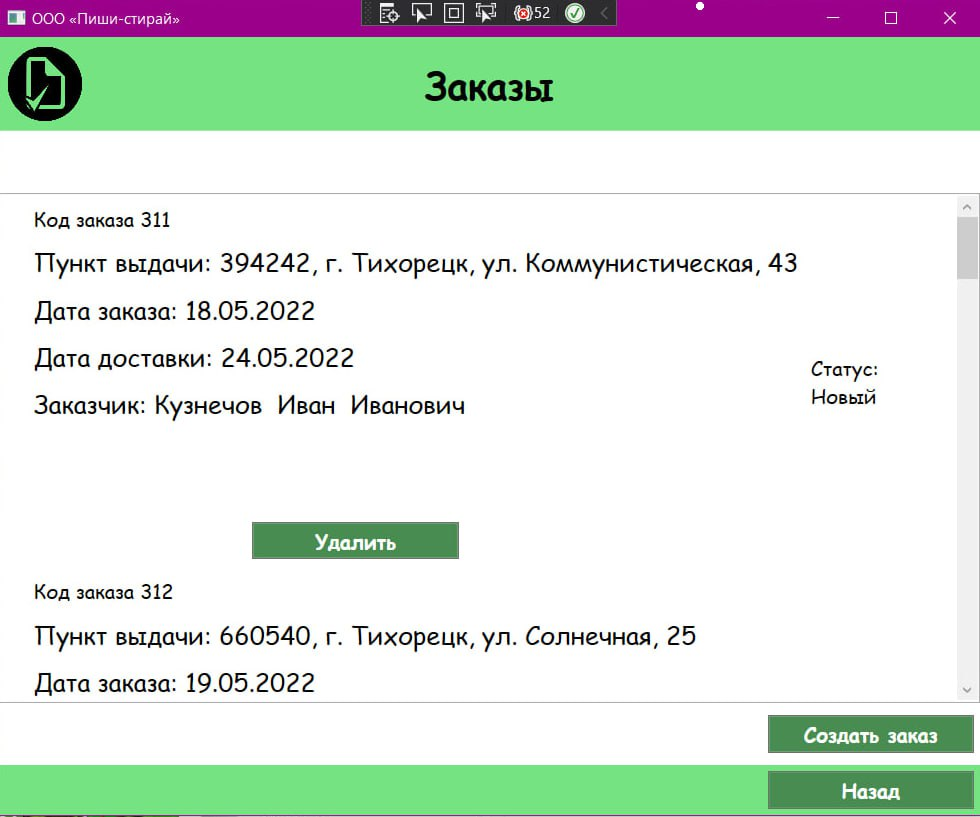 ООО «Пиши-стирай»
52
Заказы
Код заказа 311
Пункт выдачи: 394242, г. Тихорецк, ул. Коммунистическая, 43
Дата заказа: 18.05.2022
Дата доставки: 24.05.2022
Заказчик: Кузнечов Иван Иванович
Статус:
Новый
Удалить
Код заказа 312
Пункт выдачи: 660540, г. Тихорецк, ул. Солнечная, 25
Дата заказа: 19.05.2022
Создать заказ
Назад